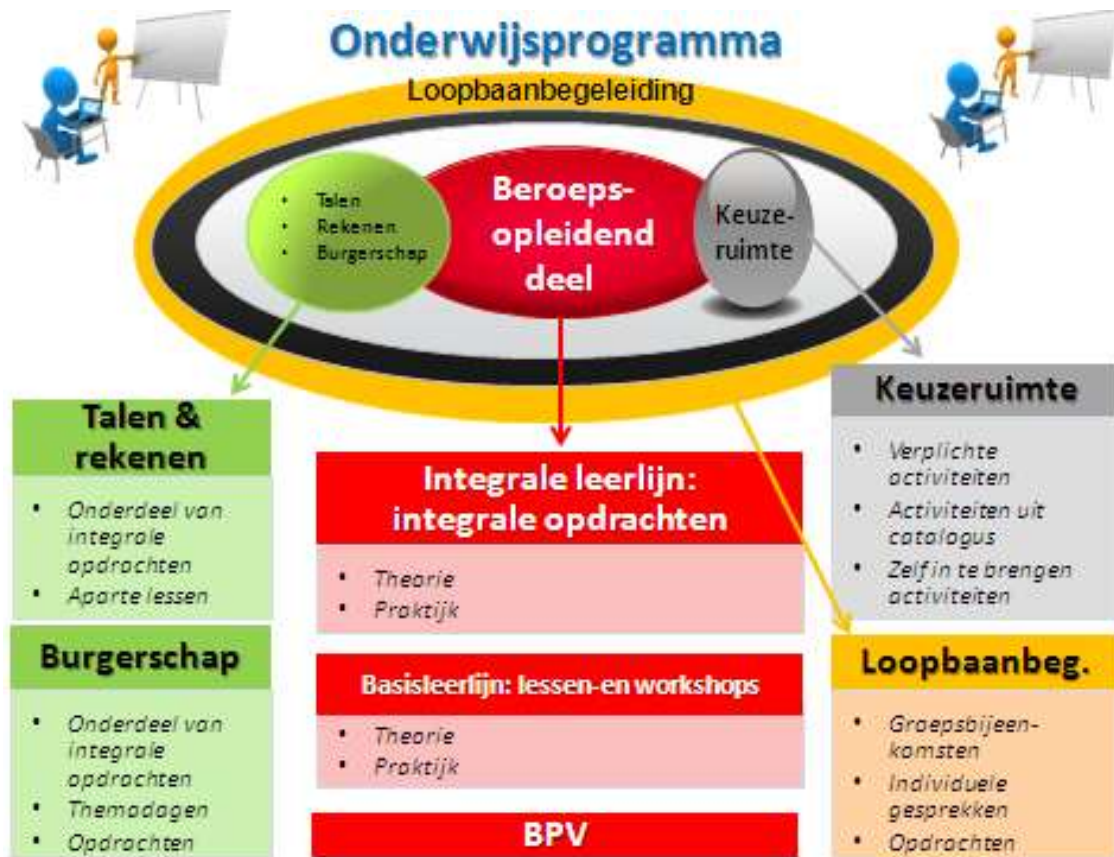 Onderwijsprogramma
Loopbaanbegeleiding
• Talen
• Rekenen
• Burgerschap
Beroeps-
opleidend
deel
Keuze-
ruimte
Talen &
rekenen
• Onderdeel van
integrale
opdrachten
• Aparte lessen
Burgerschap
• Onderdeel van
integrale
opdrachten
• Themadagen
• Opdrachten
Integrale leerlijn:
integrale opdrachten
• Theorie
• Praktijk
Basisleerlijn: lessen-en workshops
• Theorie
• Praktijk
BPV
Keuzeruimte
• Verplichte
activiteiten
• Activiteiten uit
catalogus
• Zelf in te brengen
activiteiten
Loopbaanbeg.
• Groepsbijeen-
komsten
• Individuele
gesprekken
• Opdrachten